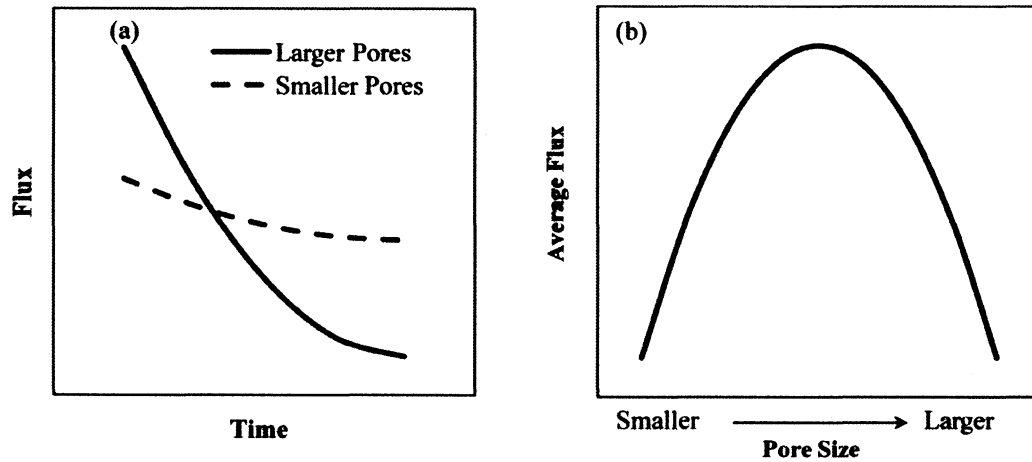 (a)
Larger Pores
Smaller Pores
Flux
Time
(b)
Average Flux
Smaller
Larger
Pore Size